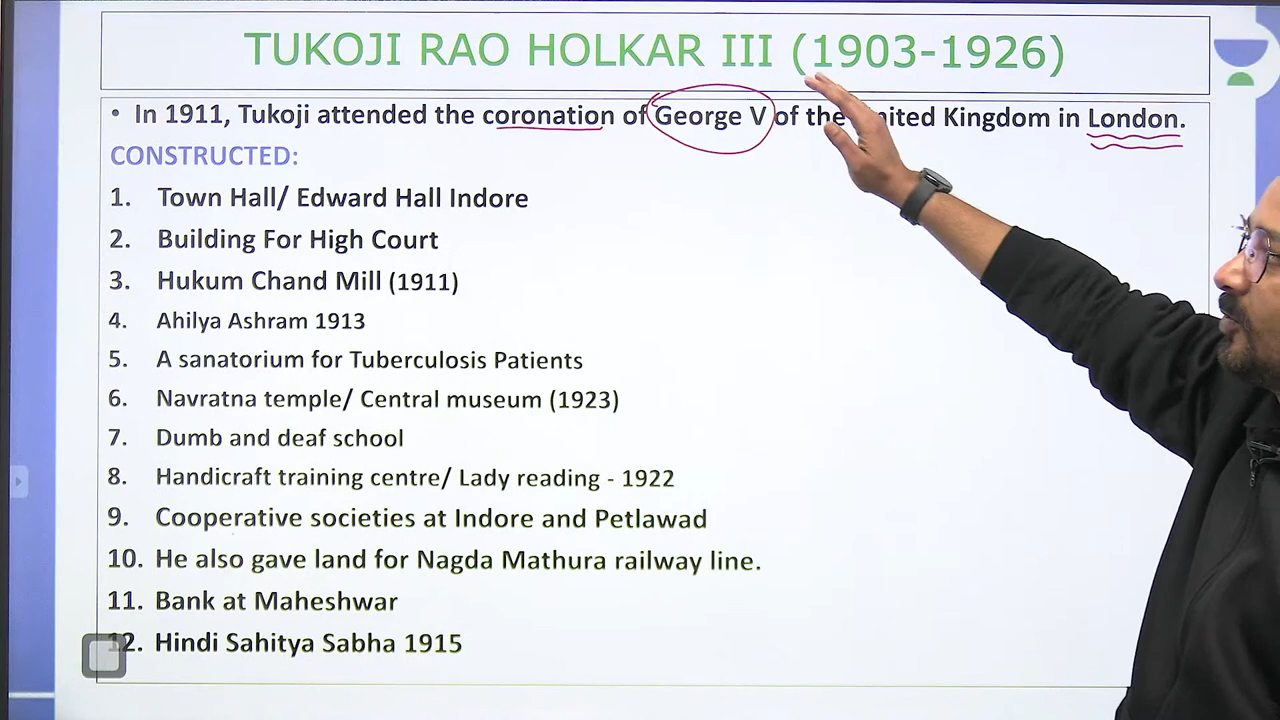 TUKOJI RAO HOLKAR III (1903-1926)
• In 1911, Tukoji attended the coronation of George V of the United Kingdom in London.
CONSTRUCTED:
1. Town Hall/ Edward Hall Indore
2. Building For High Court
3. Hukum Chand Mill (1911)
4. Ahilya Ashram 1913
5. A sanatorium for Tuberculosis Patients
6. Navratna temple/ Central museum (1923)
7. Dumb and deaf school
8. Handicraft training centre/ Lady reading - 1922
9. Cooperative societies at Indore and Petlawad
10. He also gave land for Nagda Mathura railway line.
11. Bank at Maheshwar
12. Hindi Sahitya Sabha 1915